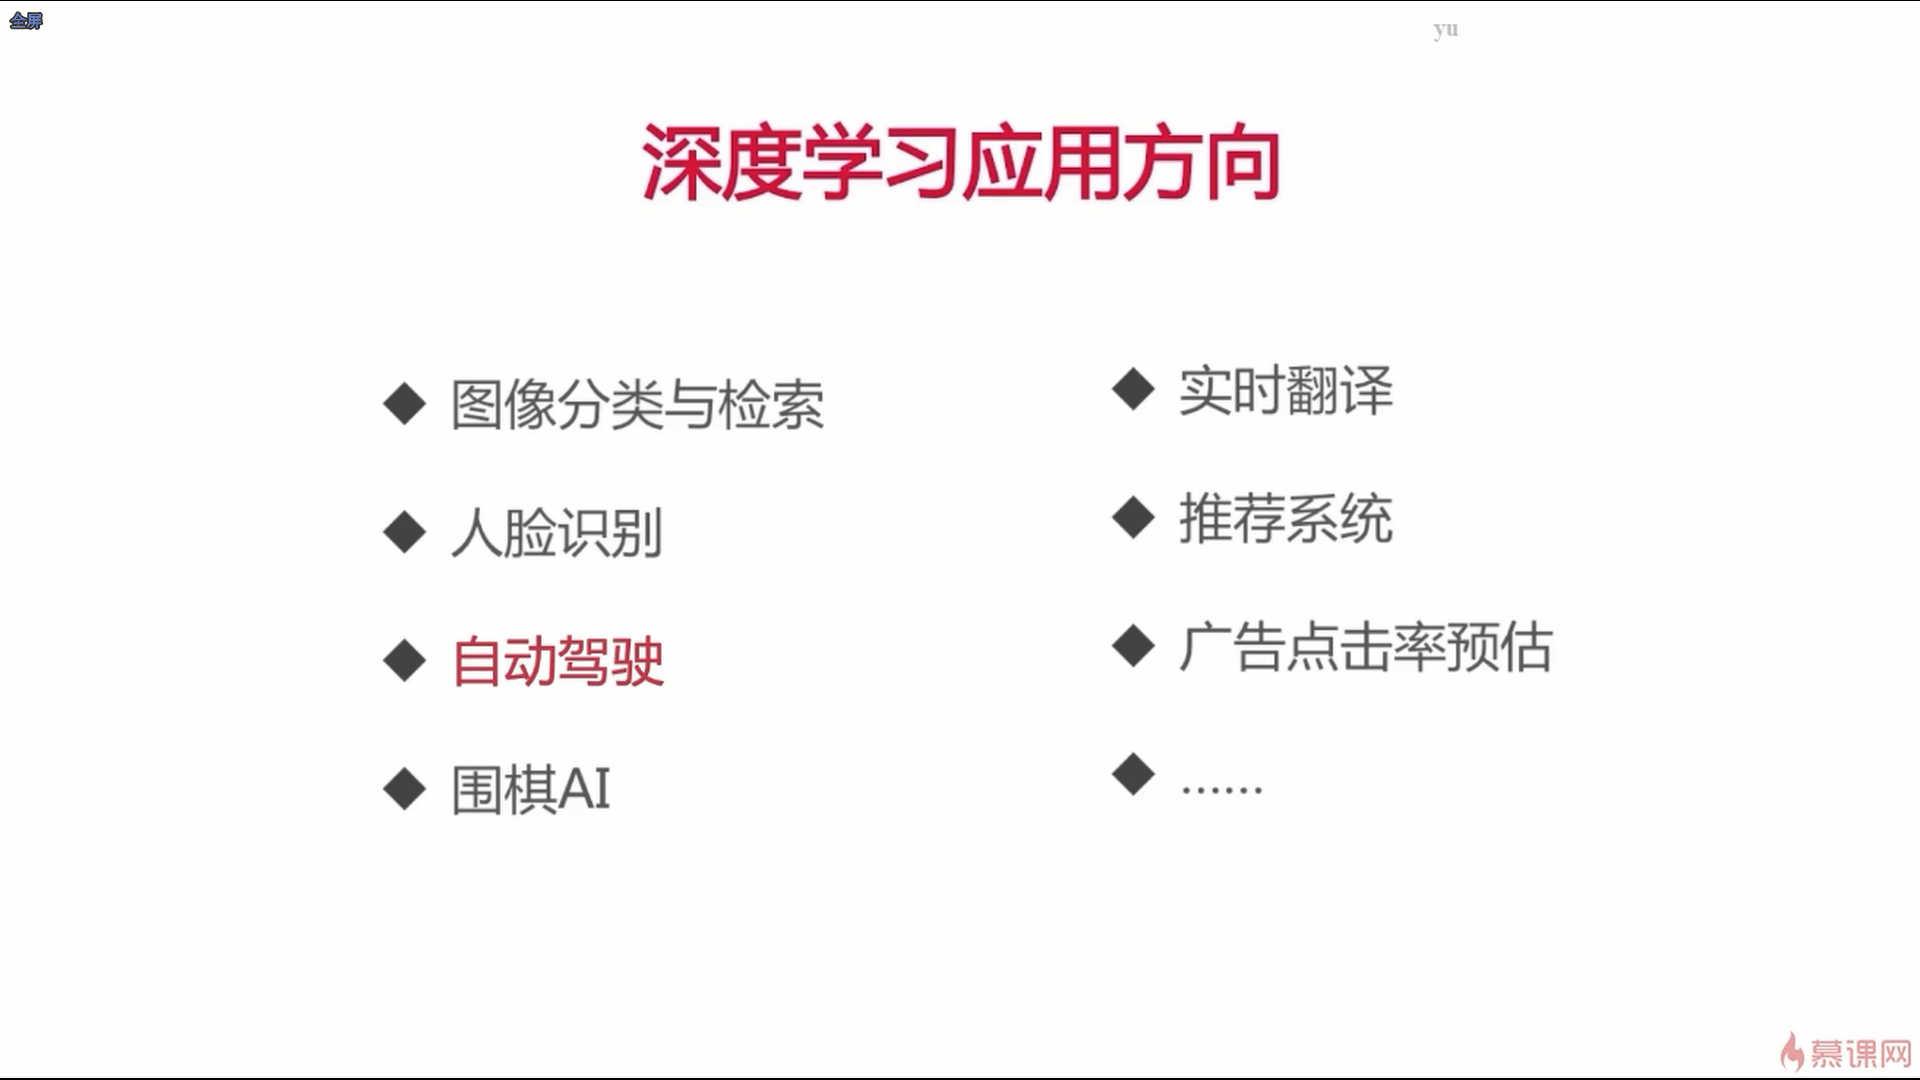 全屏
yu
深度学习应用方向
◆ 图像分类与检索
◆ 人脸识别
◆ 自动驾驶
◆ 围棋AI
◆ 实时翻译
◆ 推荐系统
◆ 广告点击率预估
◆ ......
慕课网